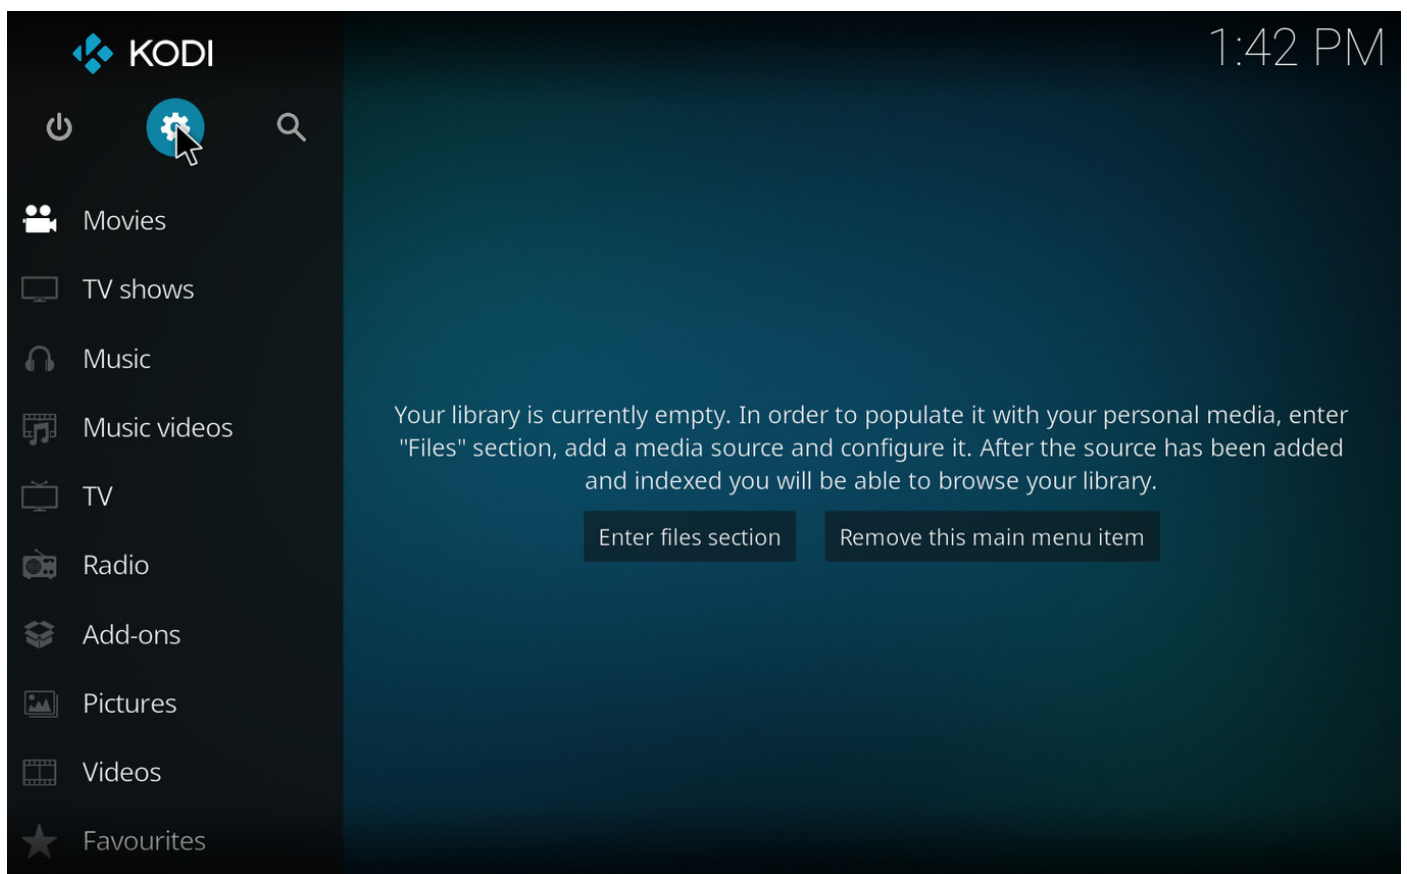 KODI
1:42 PM
Movies
TV shows
Music
Music videos
TV
Radio
Add-ons
Pictures
Videos
Favourites
Your library is currently empty. In order to populate it with your personal media, enter
"Files" section, add a media source and configure it. After the source has been added
and indexed you will be able to browse your library.
Enter files section
Remove this main menu item